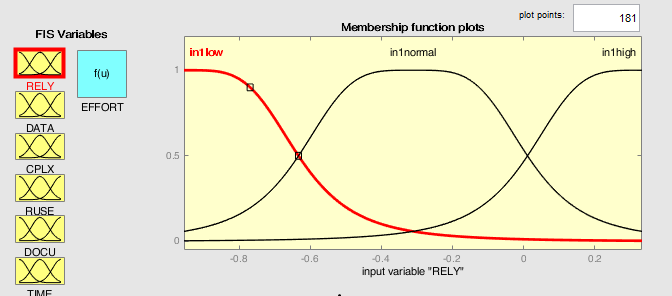 plot points:
181
FIS Variables
Membership function plots
f(u)
RELY
EFFORT
DATA
CPLX
RUSE
DOCU
TIME
in1low
in1normal
in1high
1
0.5
0
-0.8
-0.6
-0.4
-0.2
0
0.2
input variable "RELY"